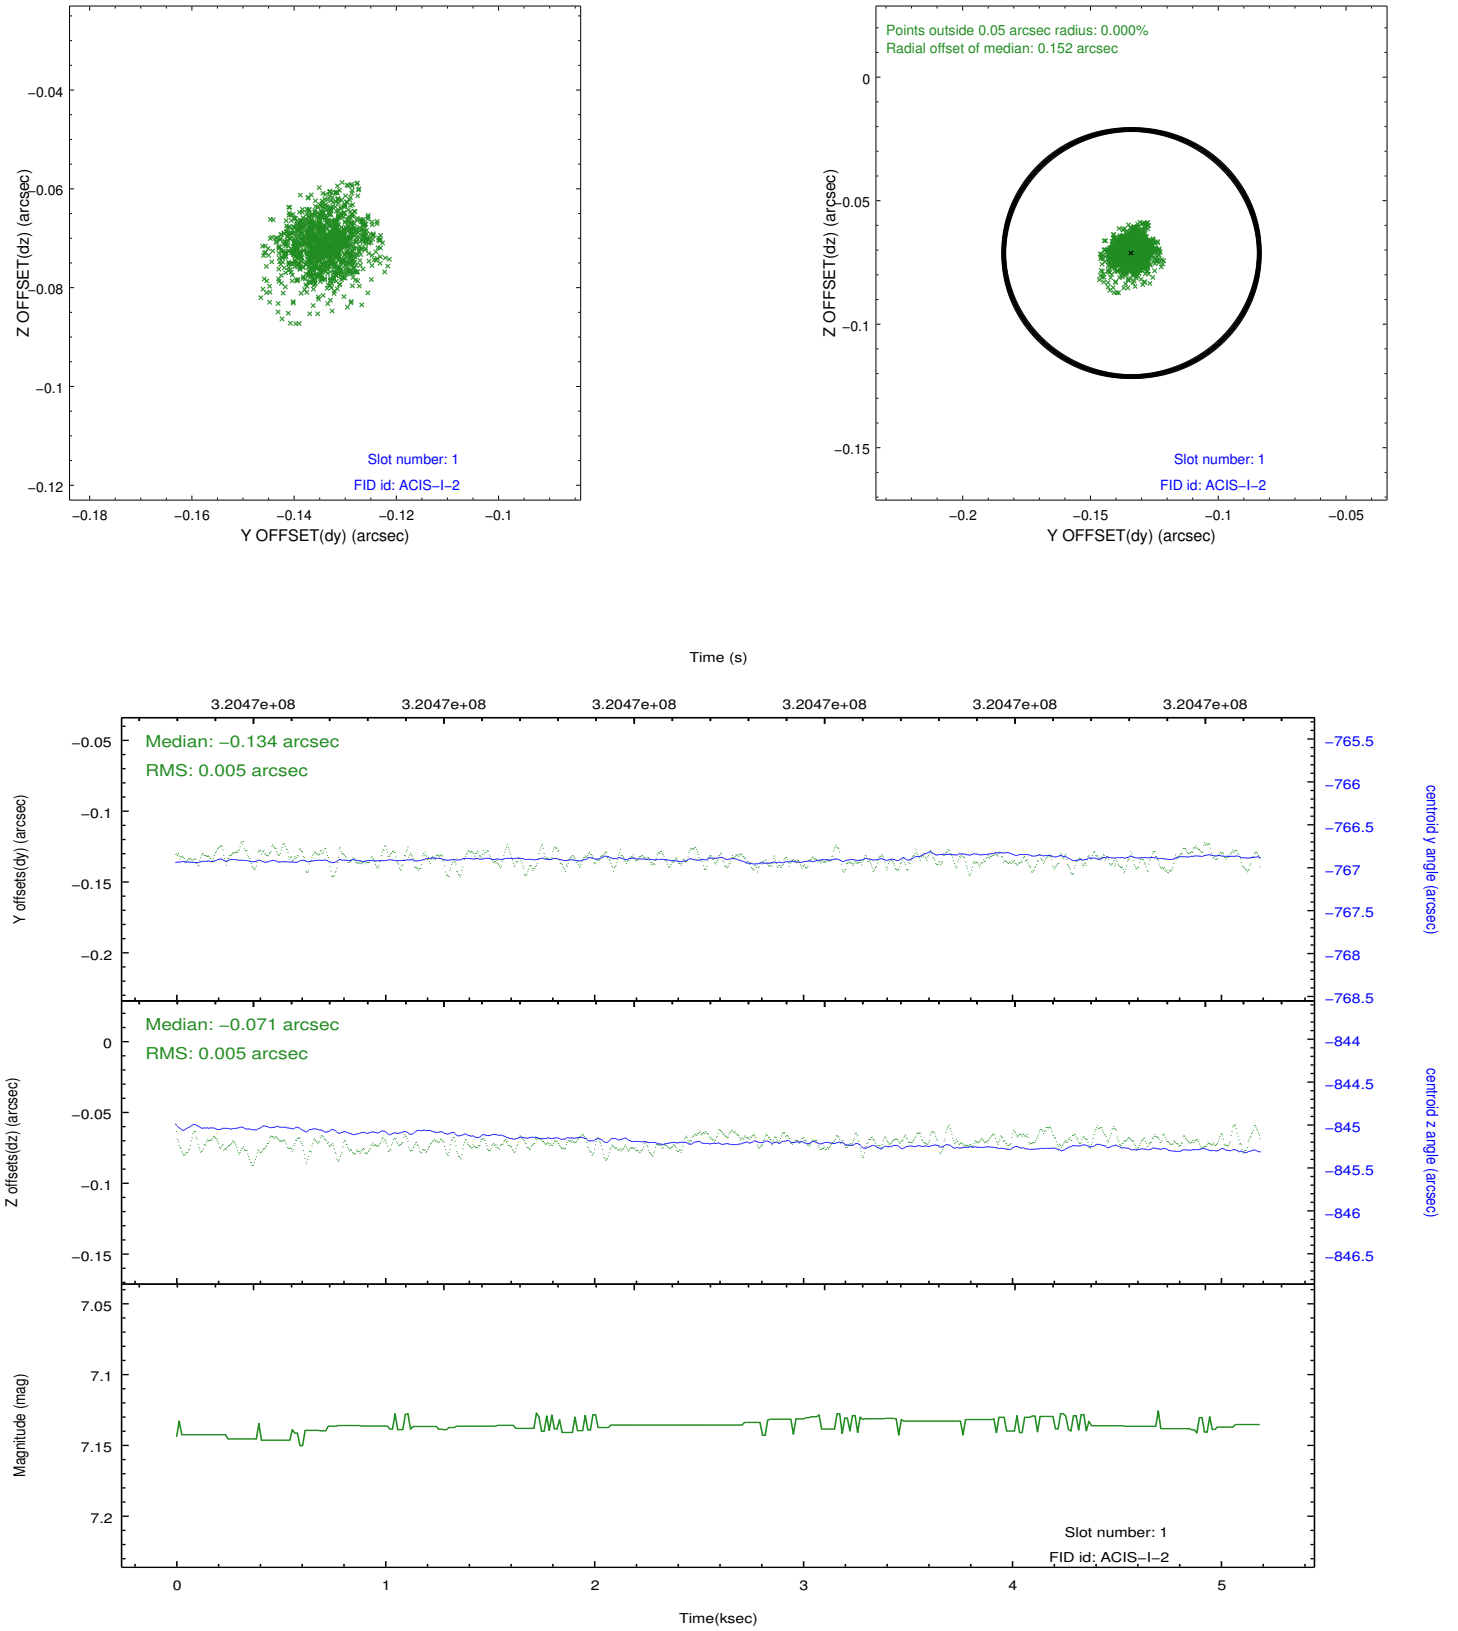 −0.04
−0.06
−0.08
−0.1
−0.12
Z OFFSET(dz) (arcsec)
Slot number: 1
FID id: ACIS−I−2
−0.18
−0.16
−0.14
−0.12
−0.1
Y OFFSET(dy) (arcsec)
Points outside 0.05 arcsec radius: 0.000%
Radial offset of median: 0.152 arcsec
0
−0.05
−0.1
−0.15
Z OFFSET(dz) (arcsec)
Slot number: 1
FID id: ACIS−I−2
−0.2
−0.15
−0.1
−0.05
Y OFFSET(dy) (arcsec)
Time (s)
3.2047e+08
3.2047e+08
3.2047e+08
3.2047e+08
3.2047e+08
3.2047e+08
Median: −0.134 arcsec
RMS: 0.005 arcsec
−0.05
−0.1
−0.15
−0.2
Y offsets(dy) (arcsec)
−765.5
−766
−766.5
−767
−767.5
−768
−768.5
centroid y angle (arcsec)
Median: −0.071 arcsec
RMS: 0.005 arcsec
0
−0.05
−0.1
−0.15
Z offsets(dz) (arcsec)
−844
−844.5
−845
−845.5
−846
−846.5
centroid z angle (arcsec)
7.05
7.1
7.15
7.2
Magnitude (mag)
Slot number: 1
FID id: ACIS−I−2
0
1
2
3
4
5
Time(ksec)